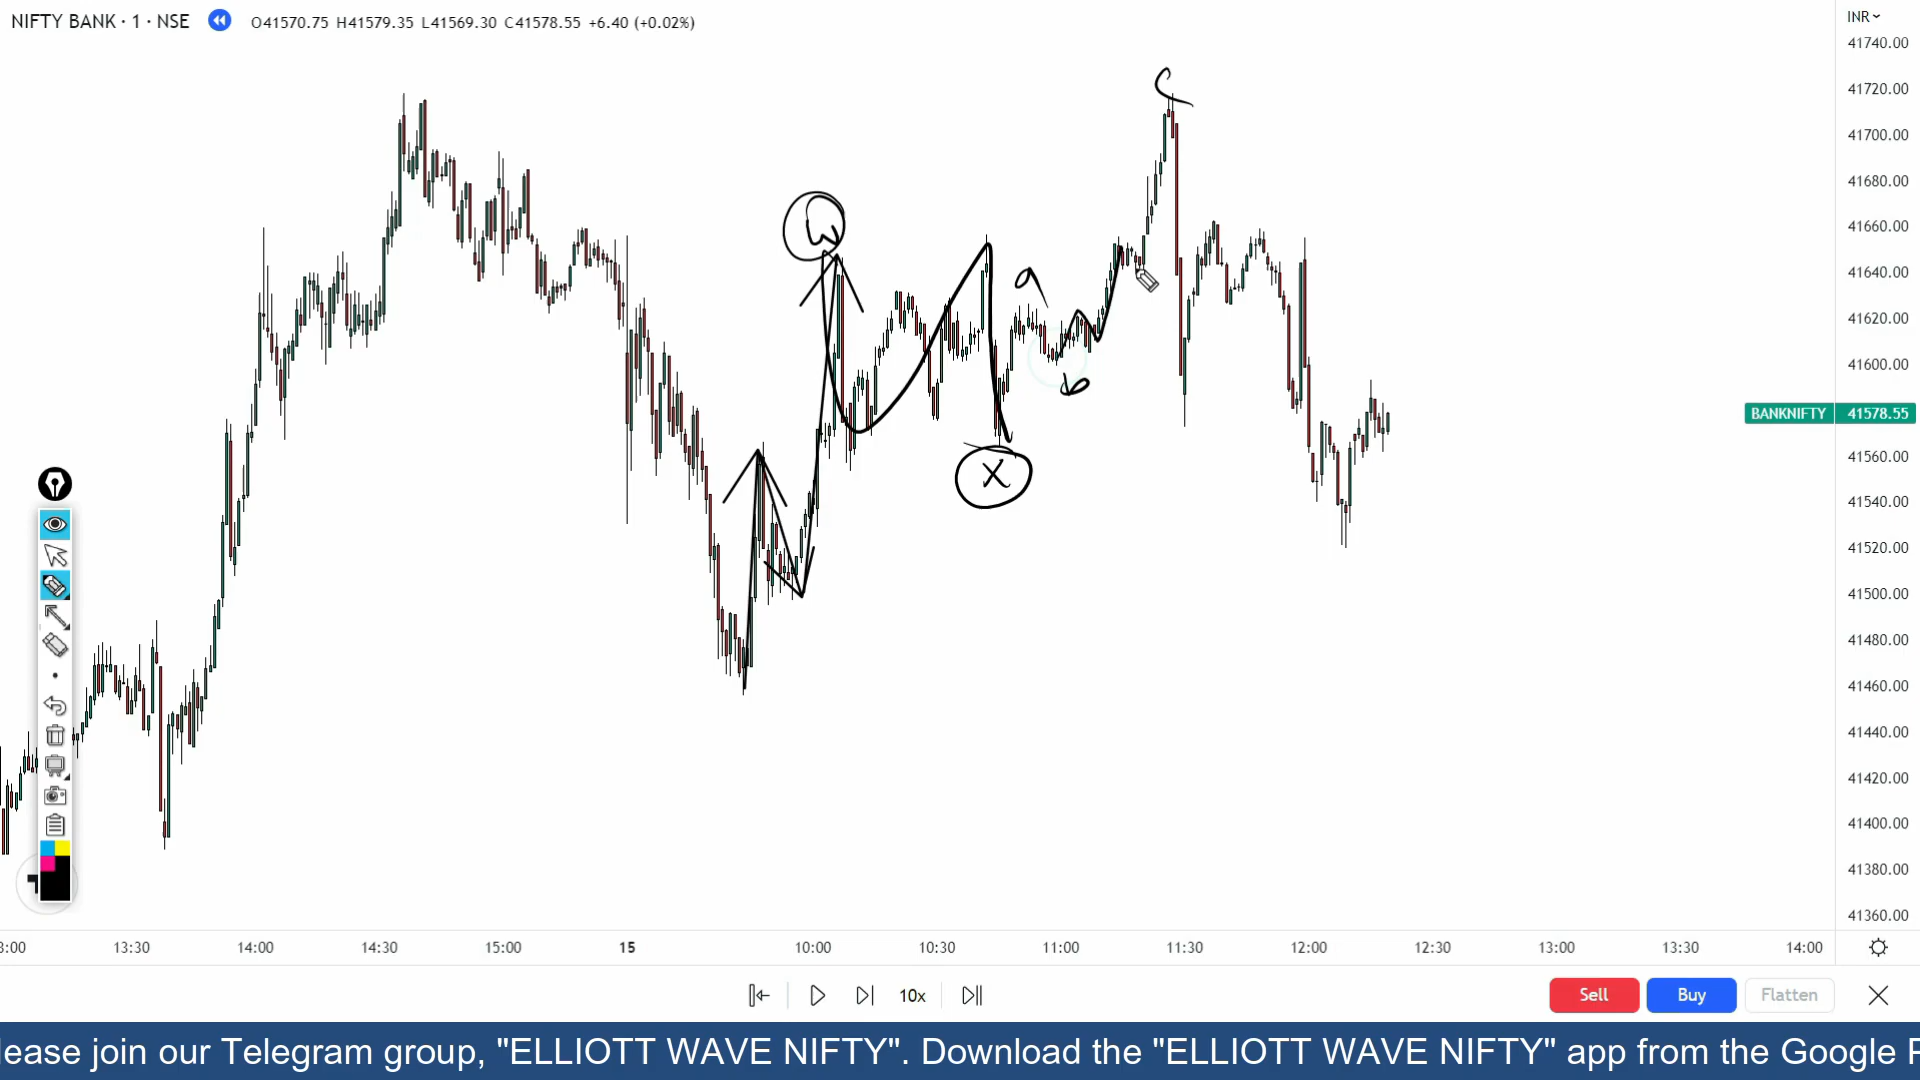 NIFTY BANK · 1 · NSE O41570.75 H41579.35 L41569.30 C41578.55 +6.40 (+0.02%)
INR
41740.00
41720.00
41700.00
41680.00
41660.00
41640.00
41620.00
41600.00
BANKNIFTY 41578.55
41560.00
41540.00
41520.00
41500.00
41480.00
41460.00
41440.00
41420.00
41400.00
41380.00
41360.00
C
W
a
b
X
3:00 13:30 14:00 14:30 15:00 15 10:00 10:30 11:00 11:30 12:00 12:30 13:00 13:30 14:00
10x
Sell Buy Flatten
lease join our Telegram group, "ELLIOTT WAVE NIFTY". Download the "ELLIOTT WAVE NIFTY" app from the Google P